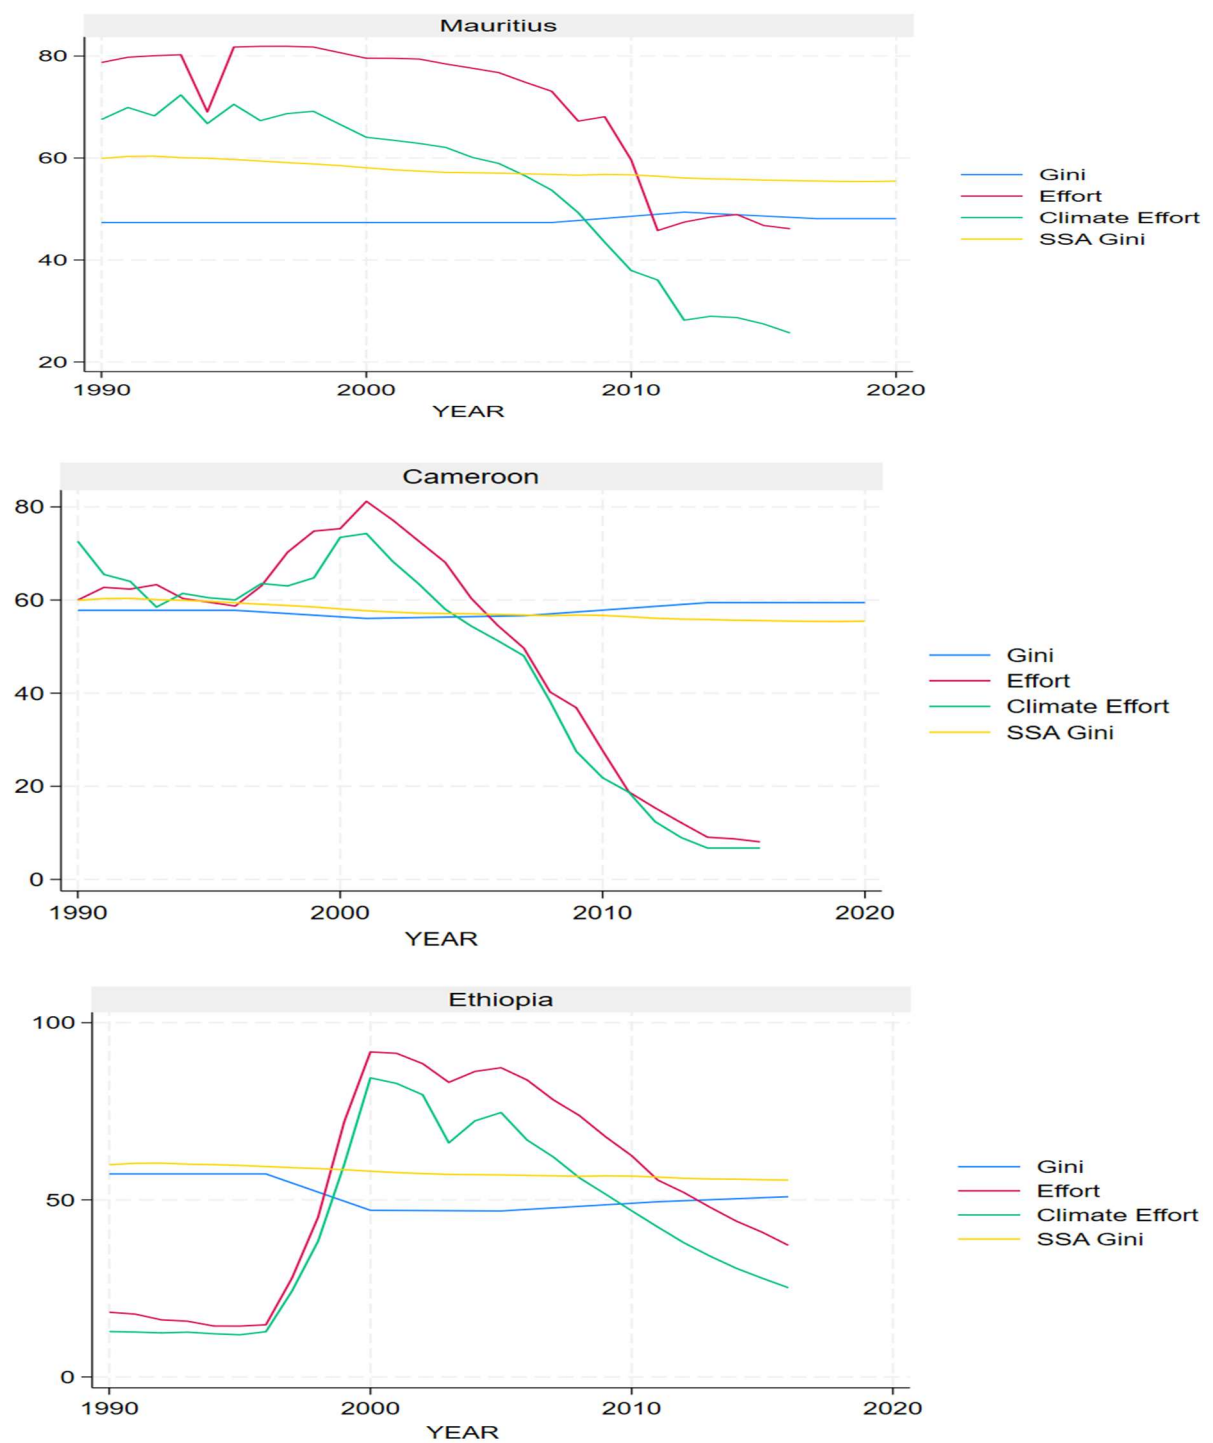 Mauritius
80
60
40
20
1990 2000 2010 2020
YEAR
Gini
Effort
Climate Effort
SSA Gini
Cameroon
80
60
40
20
0
1990 2000 2010 2020
YEAR
Gini
Effort
Climate Effort
SSA Gini
Ethiopia
100
50
0
1990 2000 2010 2020
YEAR
Gini
Effort
Climate Effort
SSA Gini